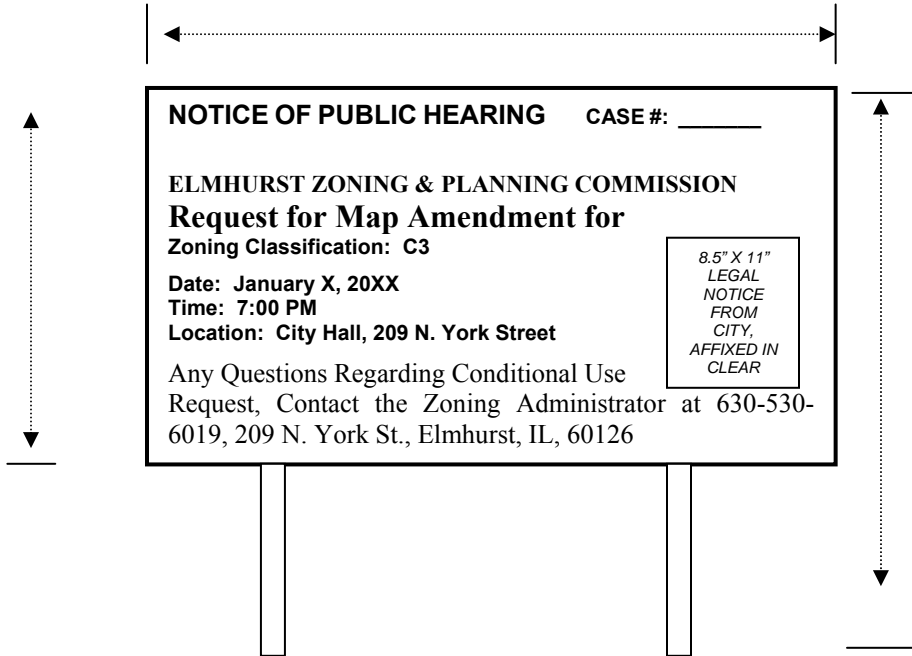 NOTICE OF PUBLIC HEARING CASE #: _______
ELMHURST ZONING & PLANNING COMMISSION
Request for Map Amendment for
Zoning Classification: C3
Date: January X, 20XX
Time: 7:00 PM
Location: City Hall, 209 N. York Street
8.5” X 11”
LEGAL
NOTICE
FROM
CITY,
AFFIXED IN
CLEAR
Any Questions Regarding Conditional Use
Request, Contact the Zoning Administrator at 630-530-
6019, 209 N. York St., Elmhurst, IL, 60126